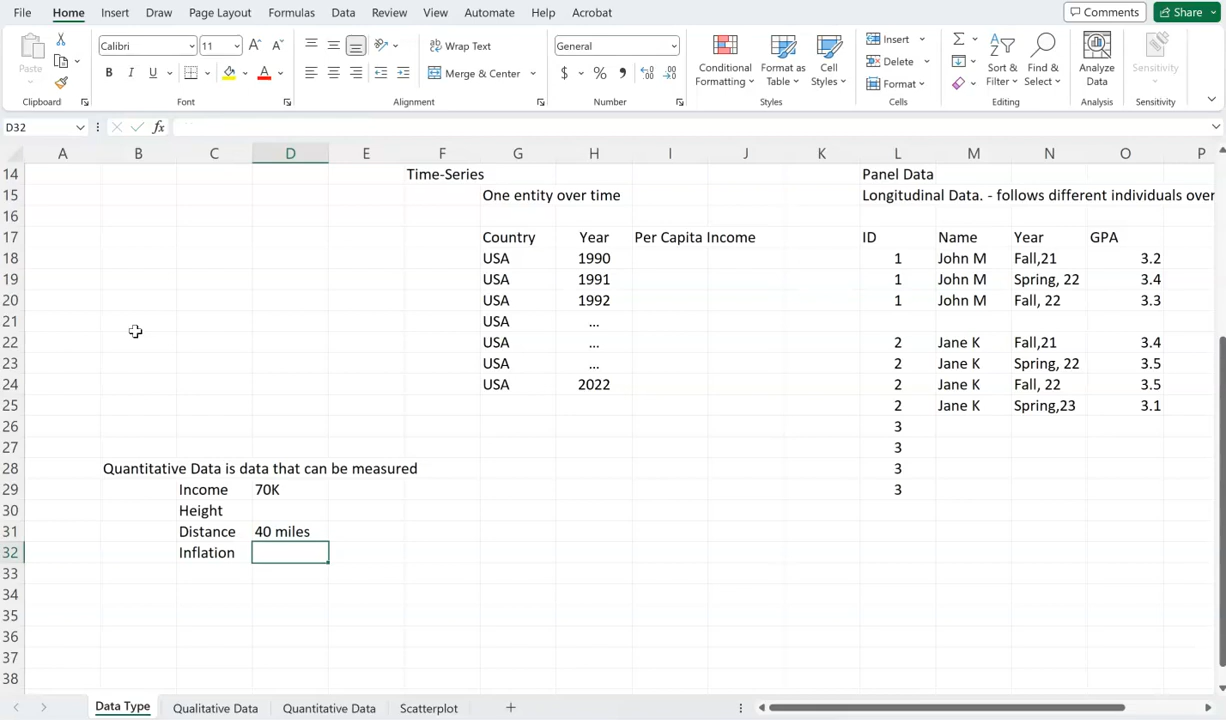 File Home Insert Draw Page Layout Formulas Data Review View Automate Help Acrobat Comments Share
Paste Calibri 11 A A Wrap Text General Conditional Formatting Format as Table Cell Styles Insert Sort & Filter Find & Select Analyze Data Sensitivity
B I U A Merge & Center $ % 9 Delete
Format
Clipboard Font Alignment Number Styles Cells Editing Analysis Sensitivity
D32 fx
A B C D E F G H I J K L M N O P
14 Time-Series Panel Data
15 One entity over time Longitudinal Data. - follows different individuals over
16
17 Country Year Per Capita Income ID Name Year GPA
18 USA 1990 1 John M Fall,21 3.2
19 USA 1991 1 John M Spring, 22 3.4
20 USA 1992 1 John M Fall, 22 3.3
21 USA ...
22 USA ... 2 Jane K Fall,21 3.4
23 USA ... 2 Jane K Spring, 22 3.5
24 USA 2022 2 Jane K Fall, 22 3.5
25 2 Jane K Spring,23 3.1
26 3
27 3
28 Quantitative Data is data that can be measured 3
29 Income 70K 3
30 Height
31 Distance 40 miles
32 Inflation
33
34
35
36
37
38
Data Type Qualitative Data Quantitative Data Scatterplot